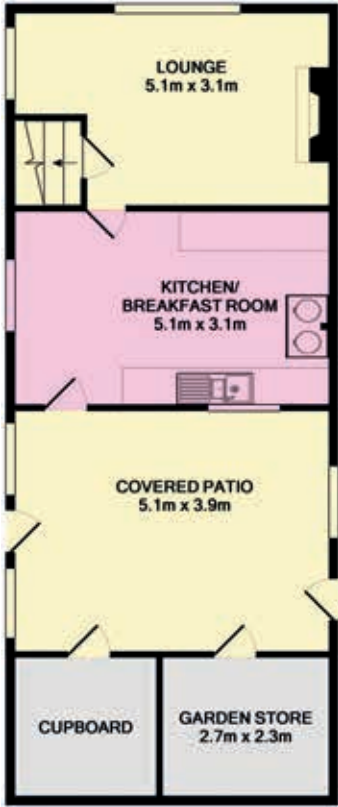 LOUNGE
5.1m x 3.1m
KITCHEN/
BREAKFAST ROOM
5.1m x 3.1m
COVERED PATIO
5.1m x 3.9m
CUPBOARD
GARDEN STORE
2.7m x 2.3m